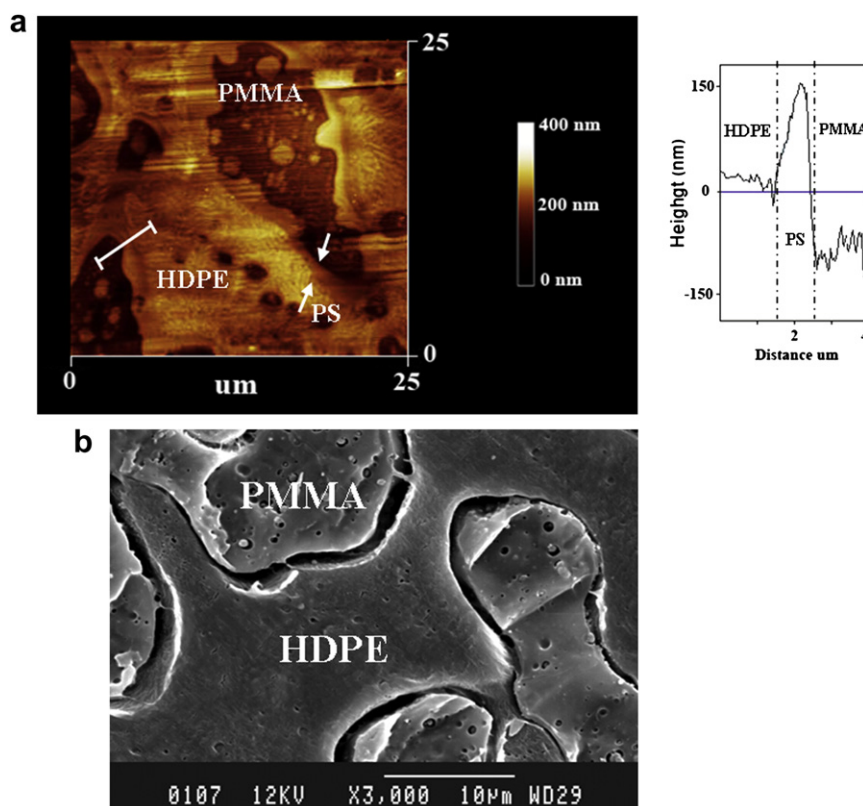 a
25
PMMA
HDPE
PS
0
0
um
25
400 nm
200 nm
0 nm
150
HDPE
PMMA
0
PS
-150
Heighgt (nm)
2
4
Distance um
b
PMMA
HDPE
0107 12KV X3,000 10μm WD29